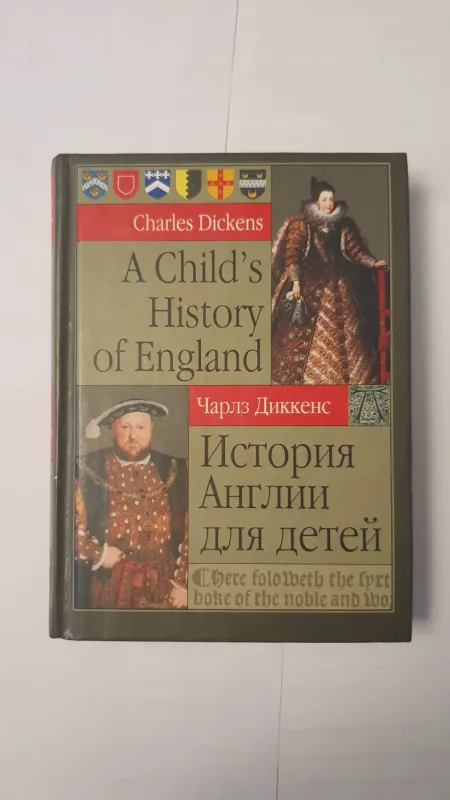 Charles Dickens
A Child's
History
of England
Чарлз Диккенс
История
Англии
для детей
There foloweth the fyrt
boke of the noble and wo